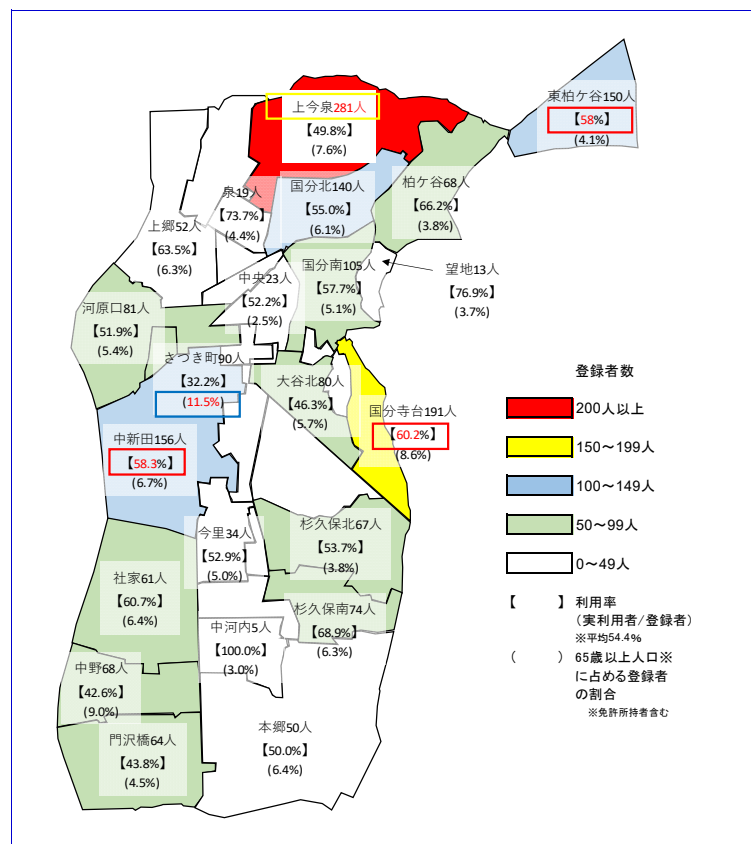 上今泉281人
【49.8%】
(7.6%)
東柏ケ谷150人
【58%】
(4.1%)
国分北140人
【55.0%】
(6.1%)
柏ケ谷68人
【66.2%】
(3.8%)
泉19人
【73.7%】
(4.4%)
上郷52人
【63.5%】
(6.3%)
国分南105人
【57.7%】
(5.1%)
望地13人
【76.9%】
(3.7%)
中央23人
【52.2%】
(2.5%)
河原口81人
【51.9%】
(5.4%)
さつき町90人
【32.2%】
(11.5%)
大谷北80人
【46.3%】
(5.7%)
国分寺台191人
【60.2%】
(8.6%)
中新田156人
【58.3%】
(6.7%)
今里34人
【52.9%】
(5.0%)
杉久保北67人
【53.7%】
(3.8%)
社家61人
【60.7%】
(6.4%)
杉久保南74人
【68.9%】
(6.3%)
中河内5人
【100.0%】
(3.0%)
中野68人
【42.6%】
(9.0%)
門沢橋64人
【43.8%】
(4.5%)
本郷50人
【50.0%】
(6.4%)
登録者数
200人以上
150～199人
100～149人
50～99人
0～49人
【　　】 利用率
（実利用者/登録者）
※平均54.4%
（　　） 65歳以上人口※
に占める登録者
の割合
※免許所持者含む